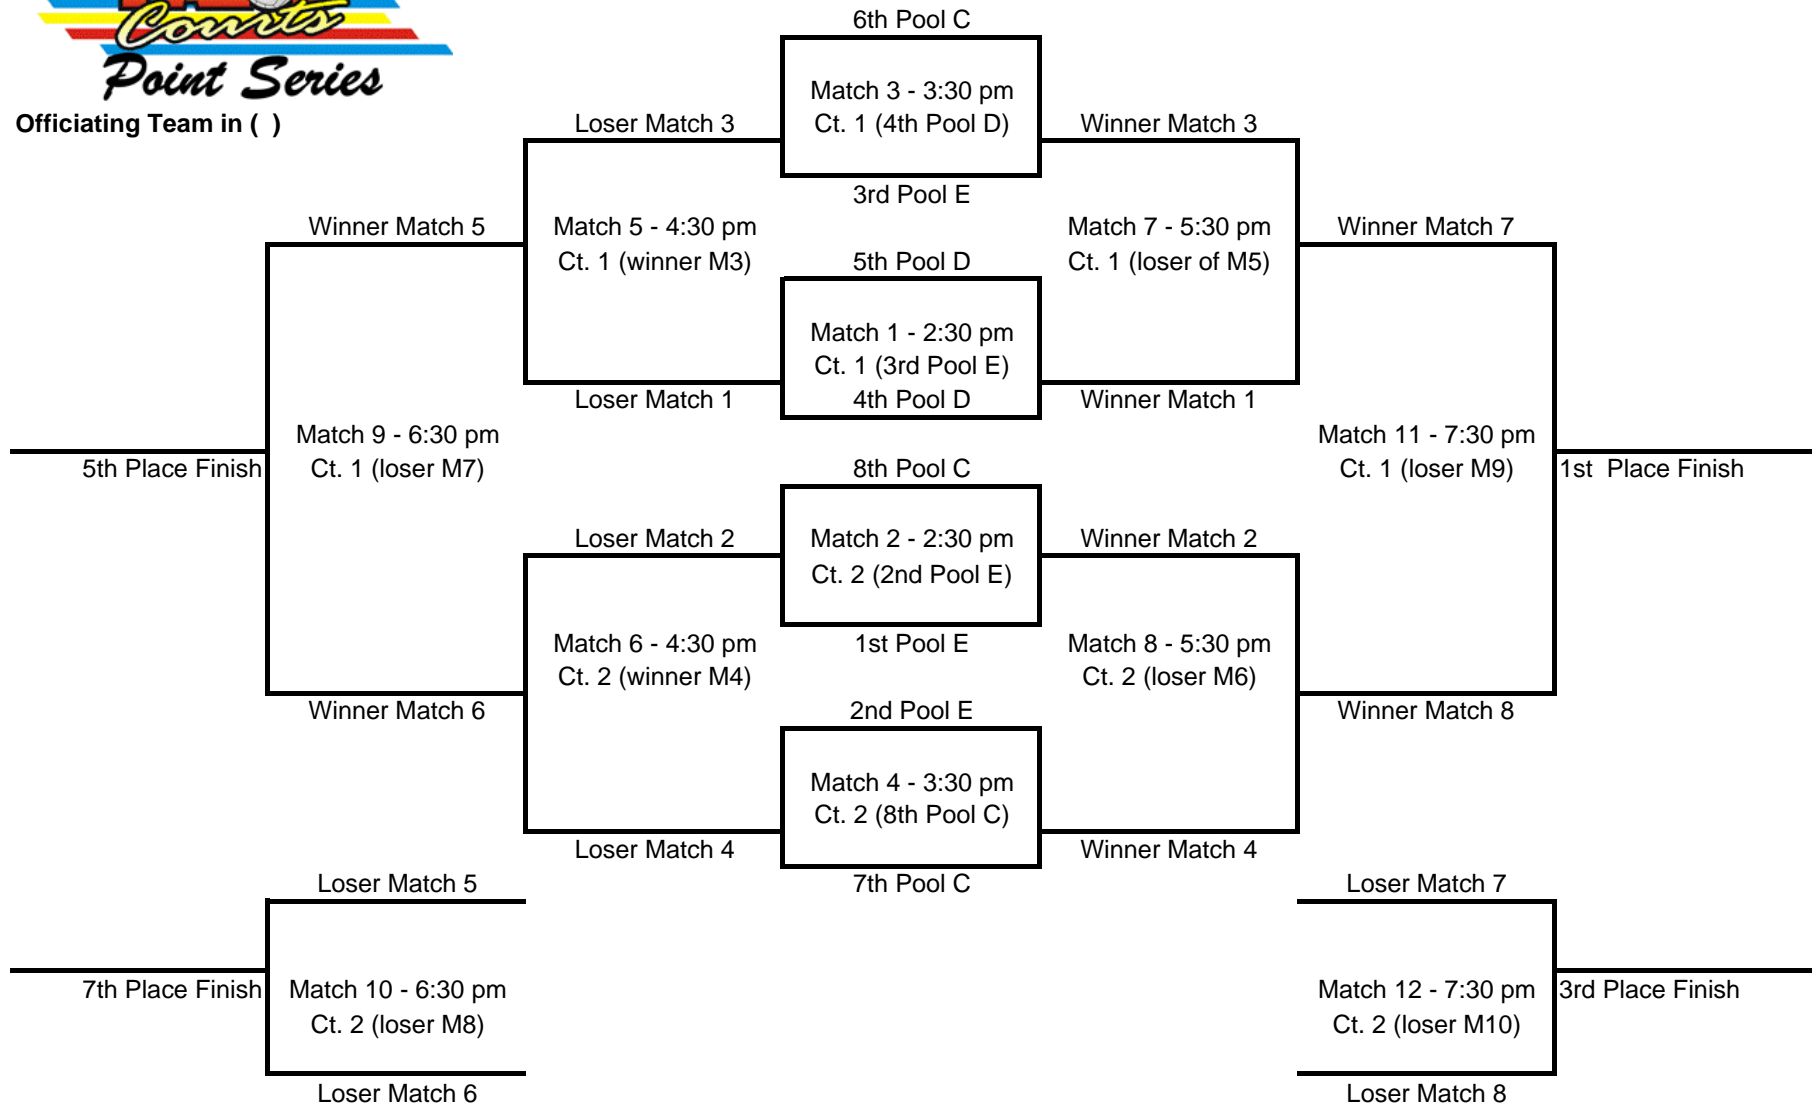 Courts
Point Series
Officiating Team in ( )
6th Pool C
Match 3 - 3:30 pm
Ct. 1 (4th Pool D)
Loser Match 3
Winner Match 3
3rd Pool E
Winner Match 5
Match 5 - 4:30 pm
Ct. 1 (winner M3)
Match 7 - 5:30 pm
Ct. 1 (loser of M5)
Winner Match 7
5th Pool D
Match 1 - 2:30 pm
Ct. 1 (3rd Pool E)
4th Pool D
Loser Match 1
Winner Match 1
Match 9 - 6:30 pm
Ct. 1 (loser M7)
5th Place Finish
Match 11 - 7:30 pm
Ct. 1 (loser M9)
1st  Place Finish
8th Pool C
Loser Match 2
Match 2 - 2:30 pm
Ct. 2 (2nd Pool E)
Winner Match 2
1st Pool E
Match 6 - 4:30 pm
Ct. 2 (winner M4)
Match 8 - 5:30 pm
Ct. 2 (loser M6)
Winner Match 6
2nd Pool E
Winner Match 8
Match 4 - 3:30 pm
Ct. 2 (8th Pool C)
Loser Match 4
Winner Match 4
7th Pool C
Loser Match 5
Loser Match 7
7th Place Finish
Match 10 - 6:30 pm
Ct. 2 (loser M8)
Match 12 - 7:30 pm
Ct. 2 (loser M10)
3rd Place Finish
Loser Match 6
Loser Match 8